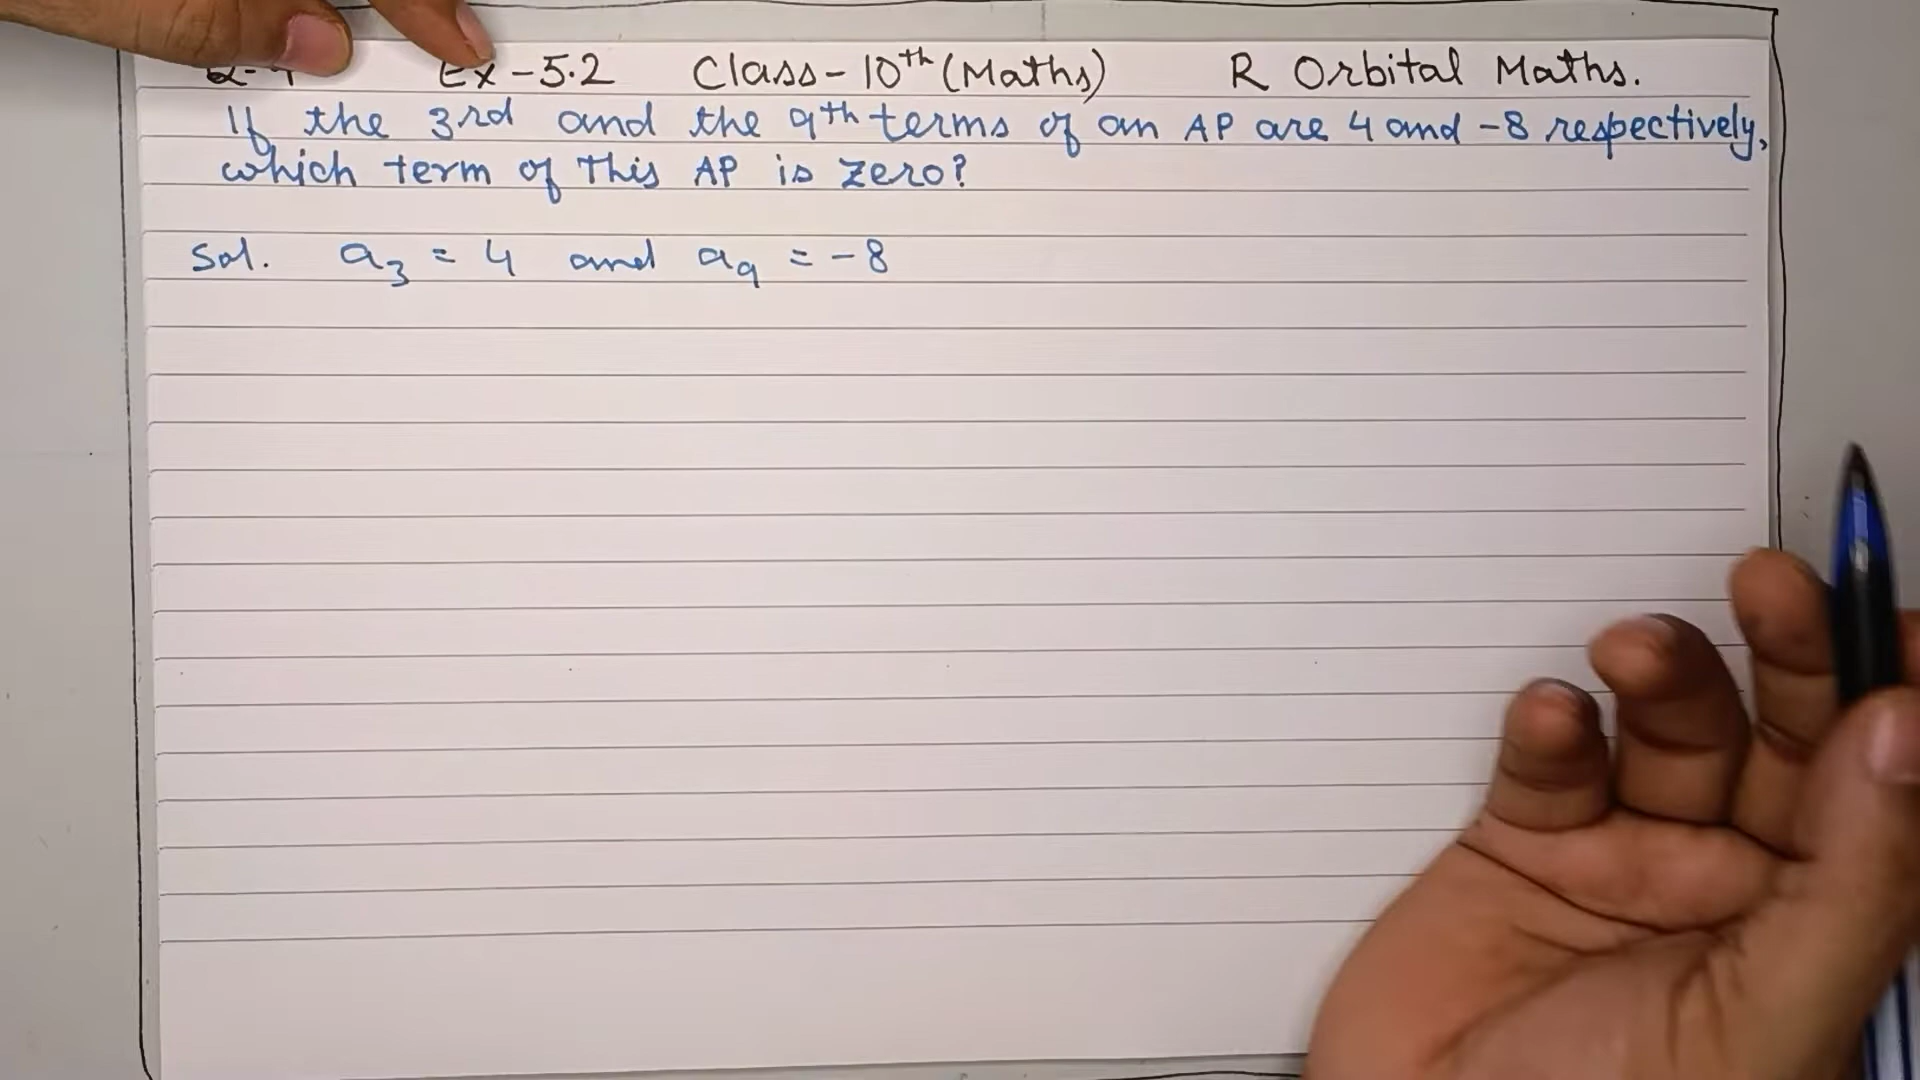 Ex-5.2 Class-10th (Maths) R Orbital Maths.
If the 3rd and the 9th terms of an AP are 4 and -8 respectively,
which term of this AP is zero?
Sol. a₃ = 4 and a₉ = -8